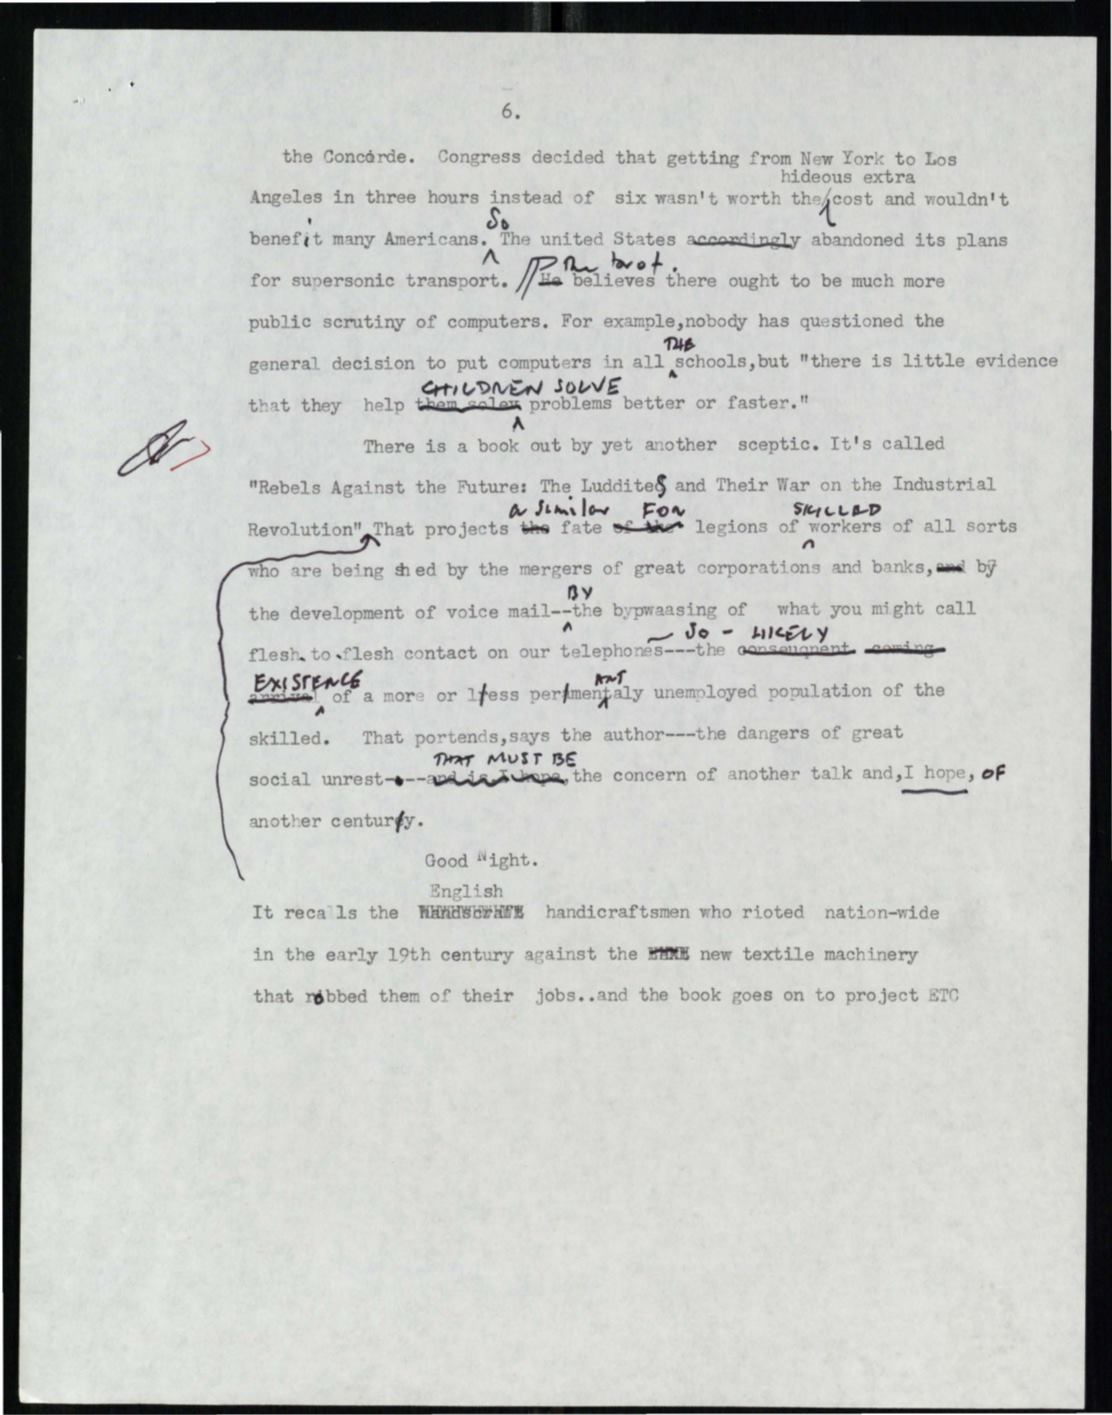 6.
the Concorde. Congress decided that getting from New York to Los
hideous extra
Angeles in three hours instead of six wasn't worth the cost and wouldn't
So
benefit many Americans. The united States accordingly abandoned its plans
The Prof.
for supersonic transport. He believes there ought to be much more
public scrutiny of computers. For example,nobody has questioned the
THE
general decision to put computers in all schools,but "there is little evidence
CHILDREN SOLVE
that they help them solev problems better or faster."
There is a book out by yet another sceptic. It's called
"Rebels Against the Future: The Luddites and Their War on the Industrial
a similar FOR SKILLED
Revolution" That projects the fate of the legions of workers of all sorts
who are being shed by the mergers of great corporations and banks,and by
BY
the development of voice mail--the bypwaasing of what you might call
SO - LIKELY
flesh.to.flesh contact on our telephones---the consequnent coming
EXISTENCE ANT
arrival of a more or less permentaly unemployed population of the
skilled. That portends,says the author---the dangers of great
THAT MUST BE
social unrest---and is,I hope,the concern of another talk and,I hope, OF
another century.
Good Night.
English
It recalls the handicraftsmen who rioted nation-wide
in the early 19th century against the new textile machinery
that robbed them of their jobs..and the book goes on to project ETC